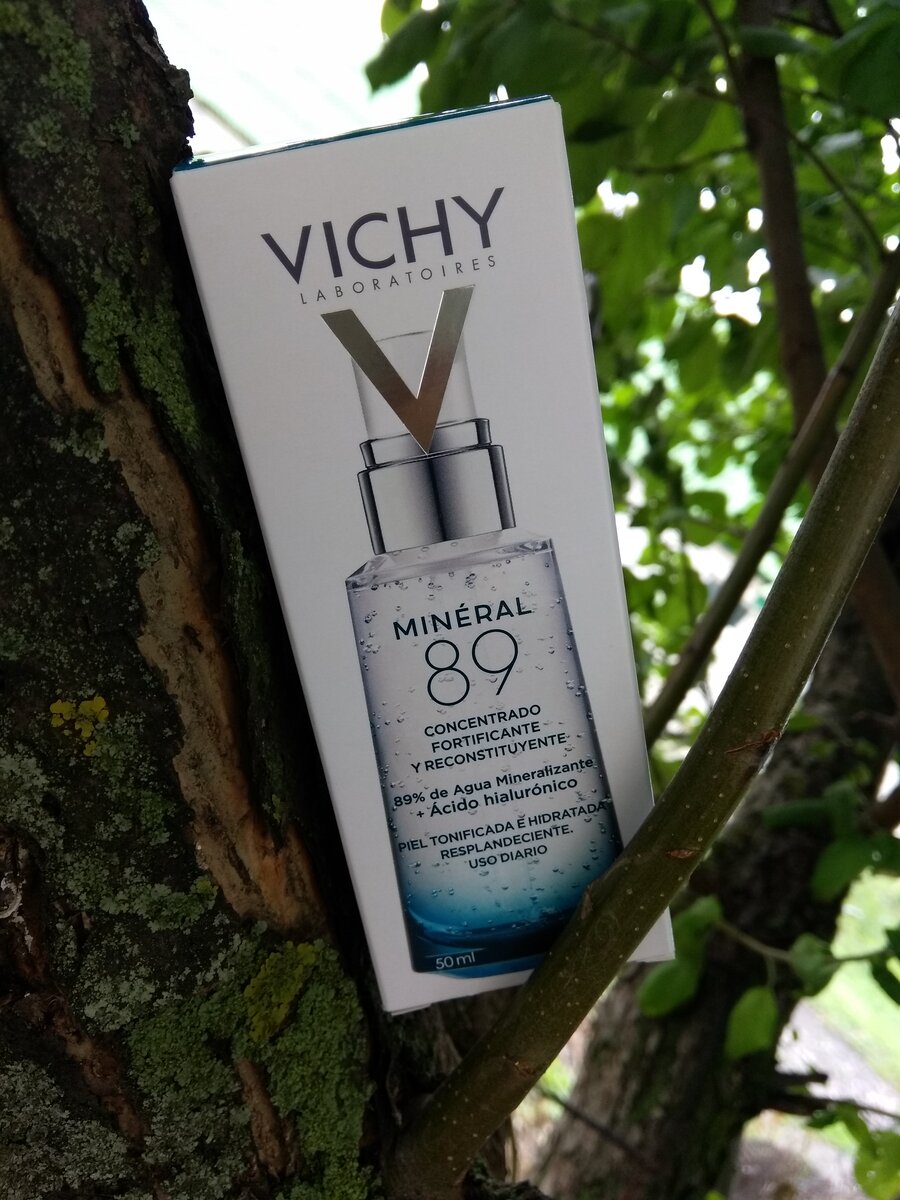 VICHY
LABORATOIRES
MINÉRAL
89
CONCENTRADO
FORTIFICANTE
Y RECONSTITUYENTE
89% de Agua Mineralizante
+ Ácido hialurónico
PIEL TONIFICADA E HIDRATADA
RESPLANDECIENTE.
USO DIARIO
50 ml